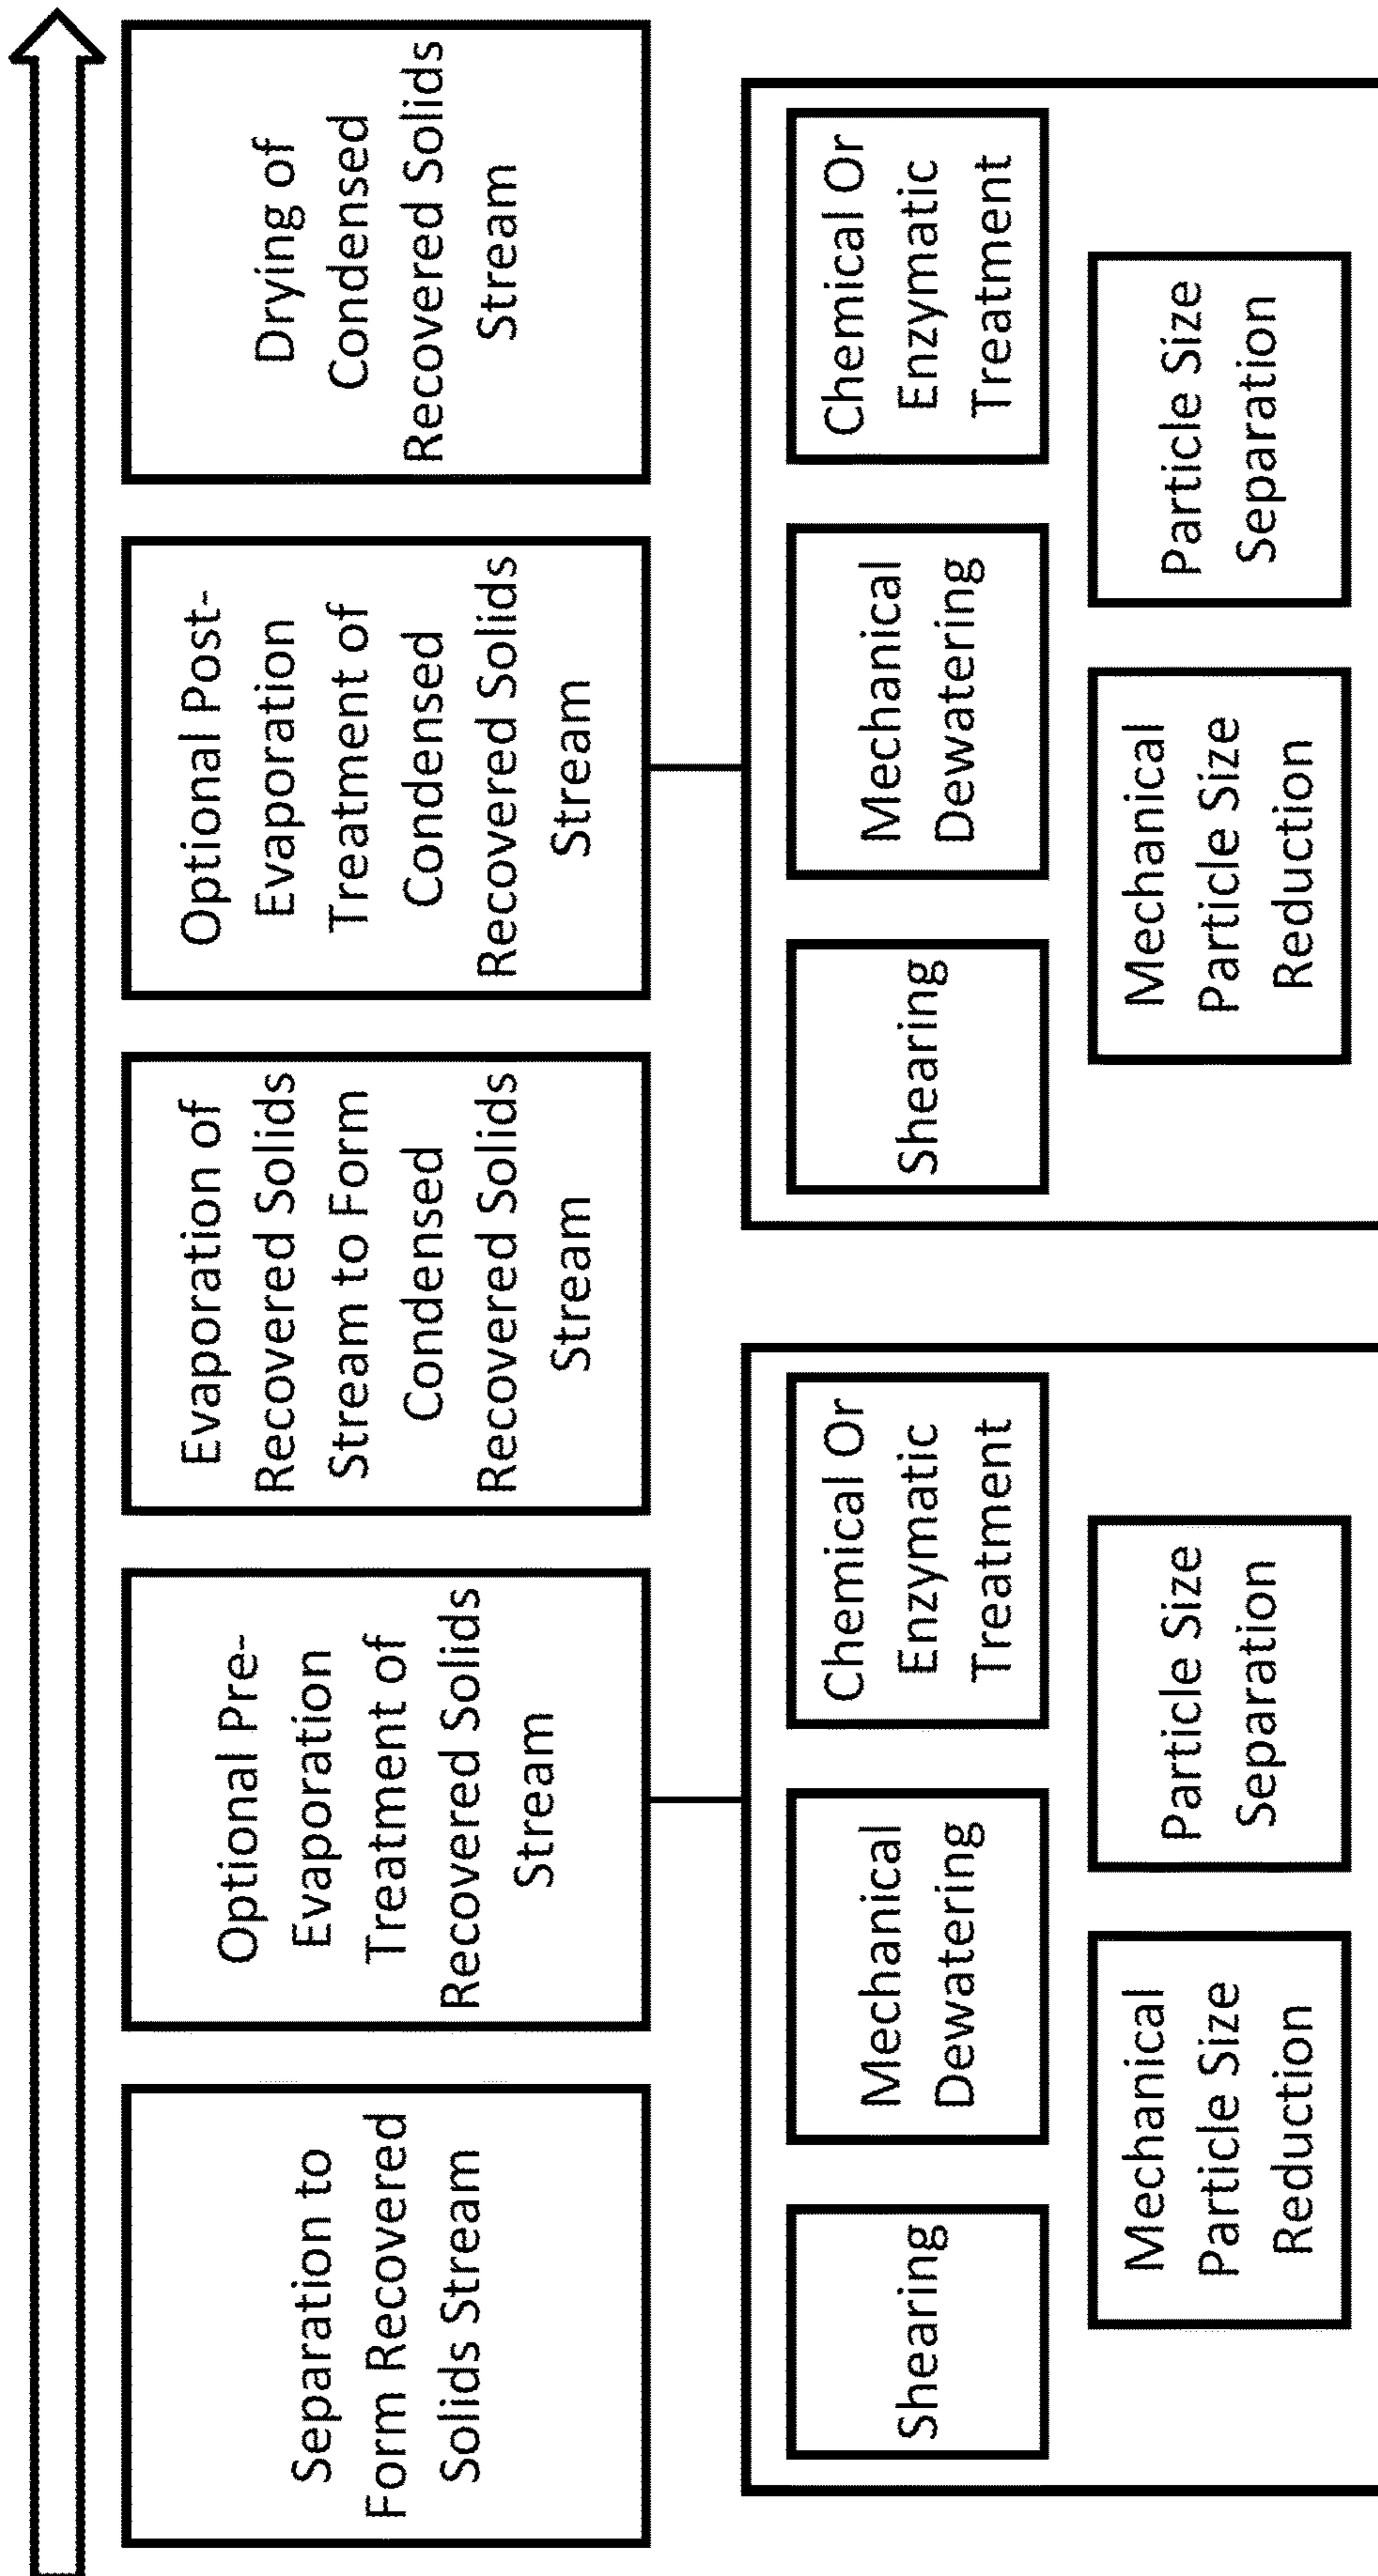 Separation to
Form Recovered
Solids Stream
Optional Pre-
Evaporation
Treatment of
Recovered Solids
Stream
Evaporation of
Recovered Solids
Stream to Form
Condensed
Recovered Solids
Stream
Optional Post-
Evaporation
Treatment of
Condensed
Recovered Solids
Stream
Drying of
Condensed
Recovered Solids
Stream
Shearing
Mechanical
Dewatering
Chemical Or
Enzymatic
Treatment
Mechanical
Particle Size
Reduction
Particle Size
Separation
Shearing
Mechanical
Dewatering
Chemical Or
Enzymatic
Treatment
Mechanical
Particle Size
Reduction
Particle Size
Separation